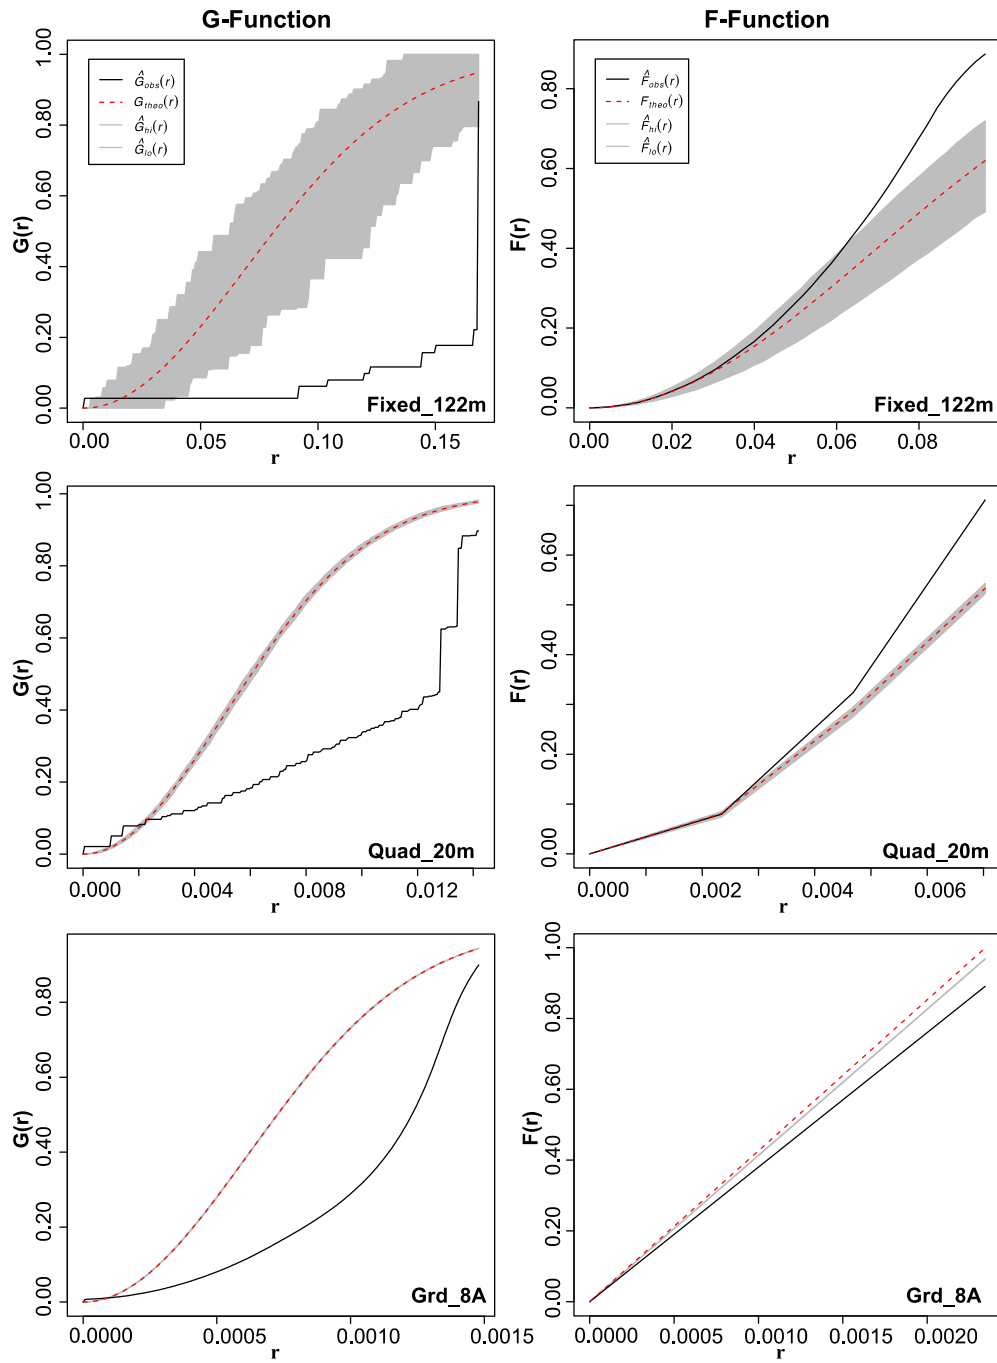 G-Function F-Function
1.00
0.80
0.60
0.40
0.20
0.00
G(r)
Ĝobs(r)
Gtheo(r)
Ĝhi(r)
Ĝlo(r)
Fixed_122m
0.00 0.05 0.10 0.15
r
0.80
0.60
0.40
0.20
0.00
F(r)
F̂obs(r)
Ftheo(r)
F̂hi(r)
F̂lo(r)
Fixed_122m
0.00 0.02 0.04 0.06 0.08
r
1.00
0.80
0.60
0.40
0.20
0.00
G(r)
Quad_20m
0.000 0.004 0.008 0.012
r
0.60
0.40
0.20
0.00
F(r)
Quad_20m
0.000 0.002 0.004 0.006
r
0.80
0.60
0.40
0.20
0.00
G(r)
Grd_8A
0.0000 0.0005 0.0010 0.0015
r
1.00
0.80
0.60
0.40
0.20
0.00
F(r)
Grd_8A
0.0000 0.0005 0.0010 0.0015 0.0020
r